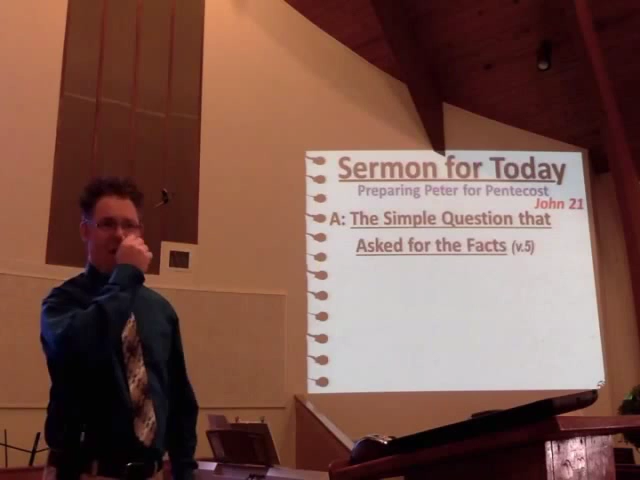 Sermon for Today
Preparing Peter for Pentecost
John 21
A: The Simple Question that
Asked for the Facts (v.5)